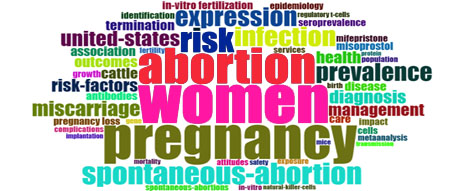 in-vitro fertilization epidemiology
identification expression regulatory t-cells
termination seroprevalence
united-states risk infection mifepristone
misoprostol
association fertility abortion services health protein
outcomes population
growth cattle prevalence
risk-factors women birth disease
antibodies diagnosis
miscarriage management
pregnancy loss gene pregnancy care impact
complications cells
implantation mice metaanalysis
transmission
mortality attitudes safety exposure
spontaneous-abortion
spontaneous-abortions in-vitro natural-killer-cells